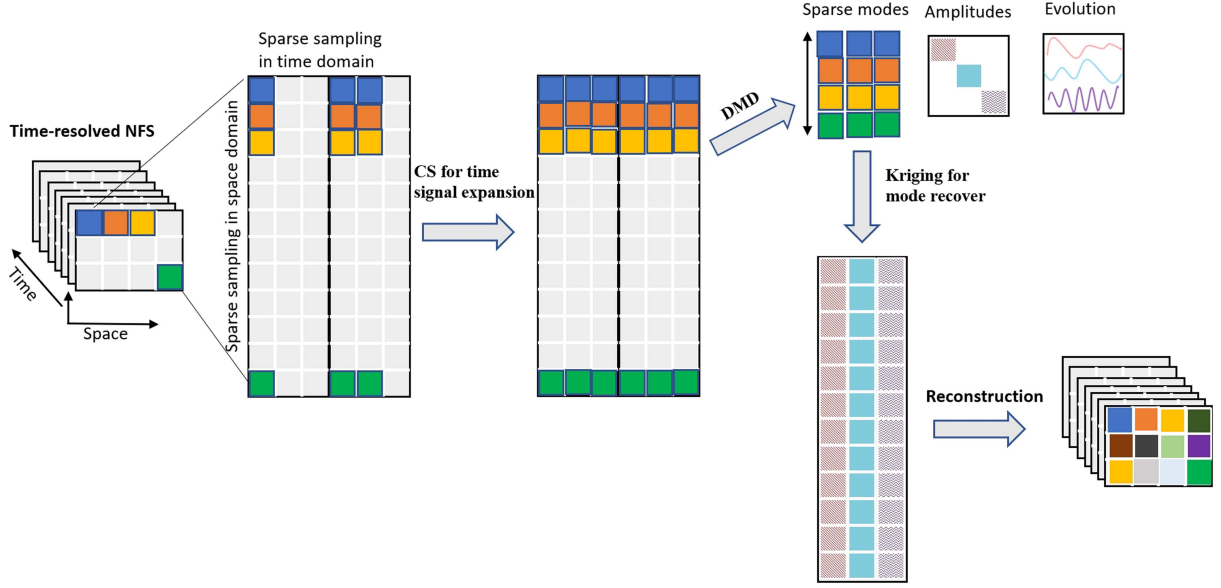 Time-resolved NFS
Time
Space
Sparse sampling
in time domain
Sparse sampling in space domain
CS for time
signal expansion
DMD
Sparse modes
Amplitudes
Evolution
Kriging for
mode recover
Reconstruction